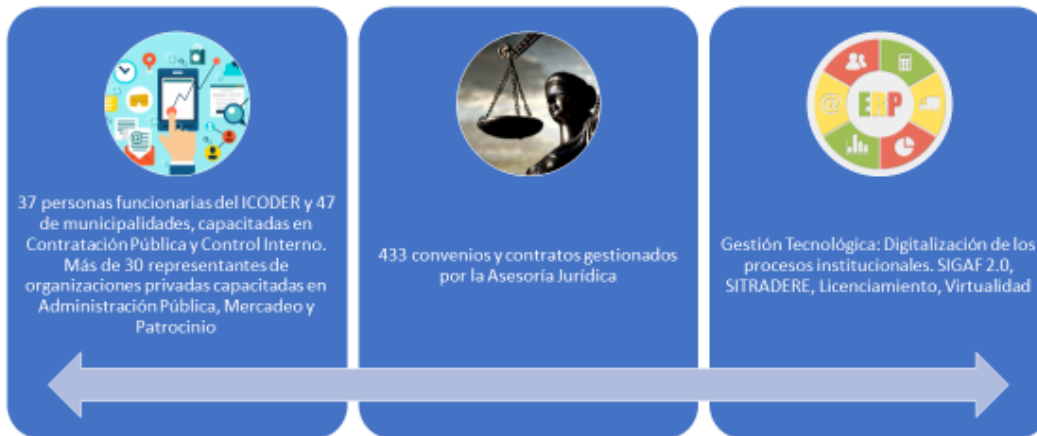 37 personas funcionarias del ICODER y 47
de municipalidades, capacitadas en
Contratación Pública y Control Interno.
Más de 30 representantes de
organizaciones privadas capacitadas en
Administración Pública, Mercadeo y
Patrocinio
433 convenios y contratos gestionados
por la Asesoría Jurídica
@
ERP
Gestión Tecnológica: Digitalización de los
procesos institucionales. SIGAF 2.0,
SITRADERE, Licenciamiento, Virtualidad